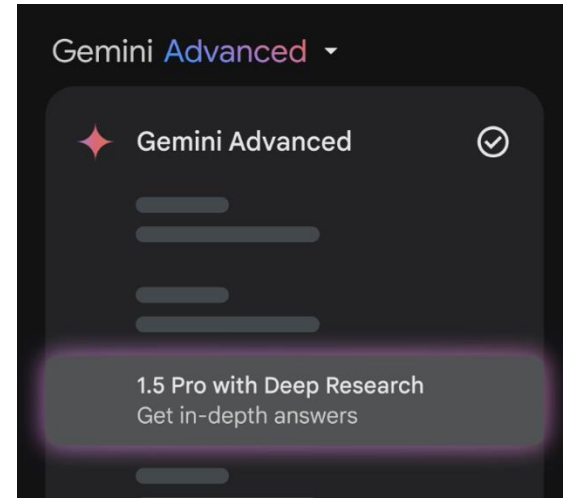 Gemini Advanced
Gemini Advanced
1.5 Pro with Deep Research
Get in-depth answers